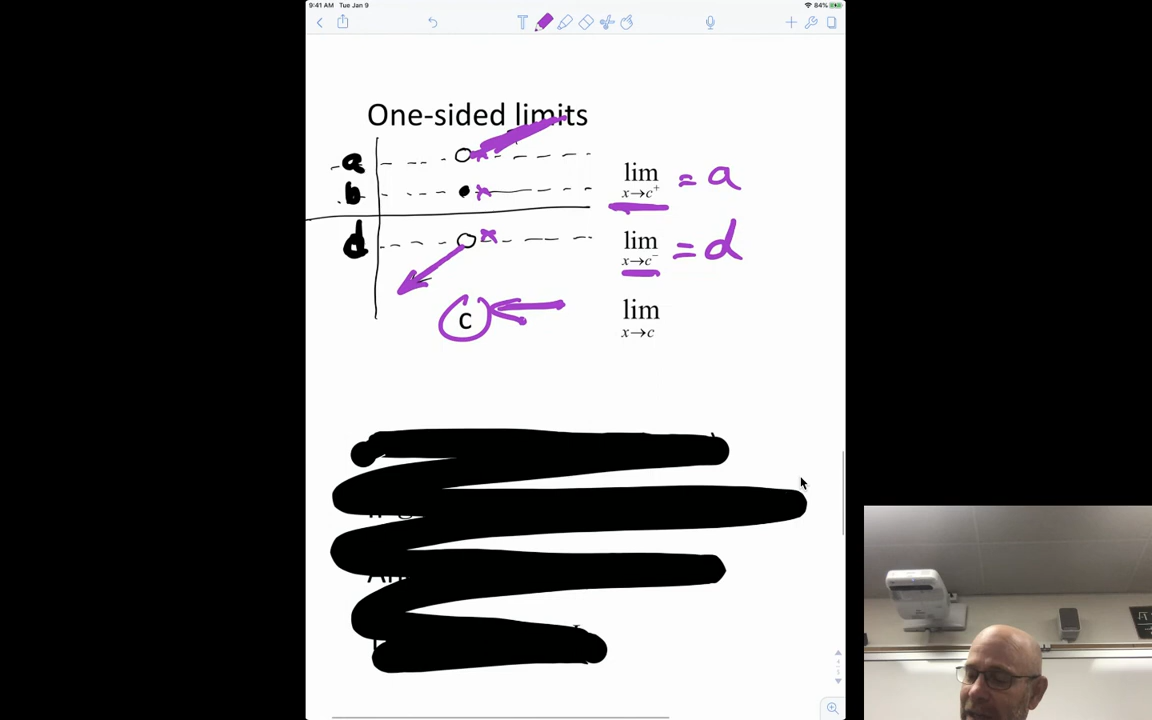 9:41 AM Tue Jan 9
84%
T
One-sided limits
a
b
d
c
lim x→c⁺ = a
lim x→c⁻ = d
lim x→c